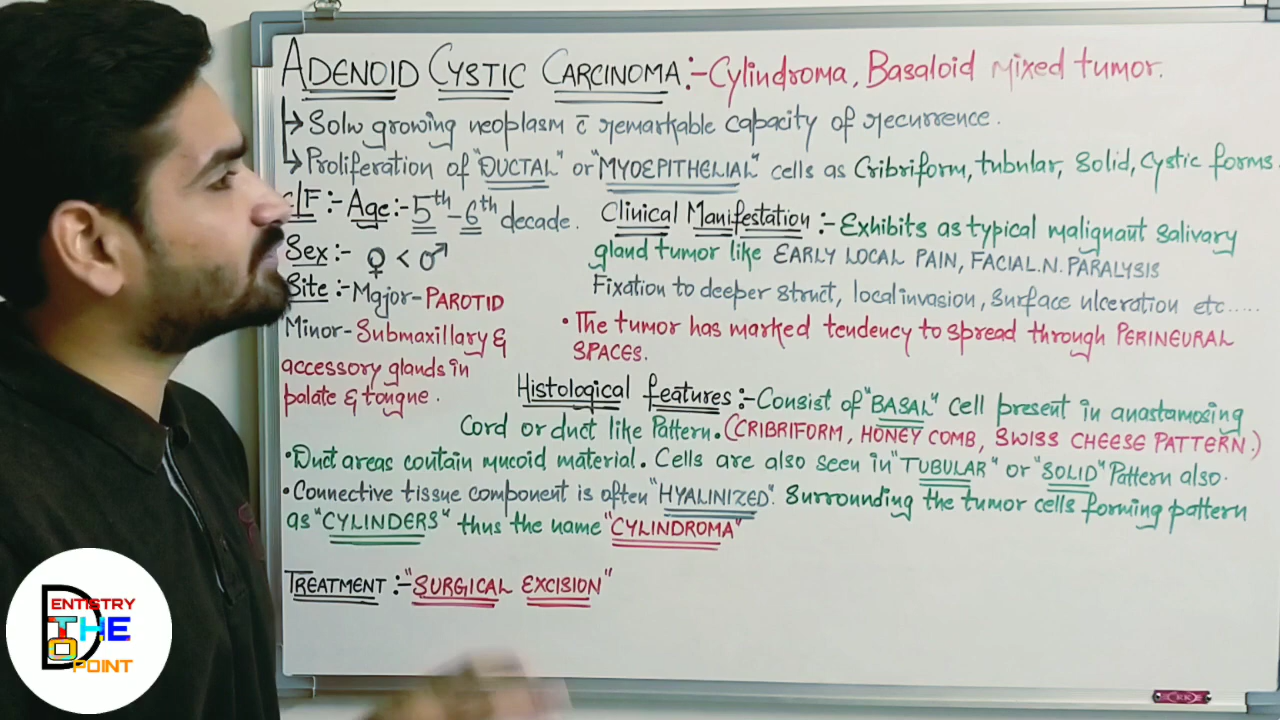 ADENOID CYSTIC CARCINOMA:- Cylindroma, Basaloid mixed tumor.
→ Solw growing neoplasm c̄ remarkable capacity of recurrence.
→ Proliferation of "DUCTAL" or "MYOEPITHELIAL" cells as Cribriform, tubular, Solid, Cystic forms
C/F:- Age:- 5th-6th decade.
Sex:- ♀ < ♂
Site:- Major- PAROTID
Minor- Submaxillary &
accessory glands in
palate & tongue.
Clinical Manifestation:- Exhibits as typical malignant salivary
gland tumor like EARLY LOCAL PAIN, FACIAL.N. PARALYSIS
Fixation to deeper struct, local invasion, surface ulceration etc.....
• The tumor has marked tendency to spread through PERINEURAL
SPACES.
Histological features:- Consist of "BASAL" cell present in anastamosing
Cord or duct like Pattern. (CRIBRIFORM, HONEY COMB, SWISS CHEESE PATTERN.)
• Duct areas contain mucoid material. Cells are also seen in "TUBULAR" or "SOLID" Pattern also.
• Connective tissue component is often "HYALINIZED". Surrounding the tumor cells forming pattern
as "CYLINDERS" thus the name "CYLINDROMA"
TREATMENT:- "SURGICAL EXCISION"
DENTISTRY
THE
TO
POINT